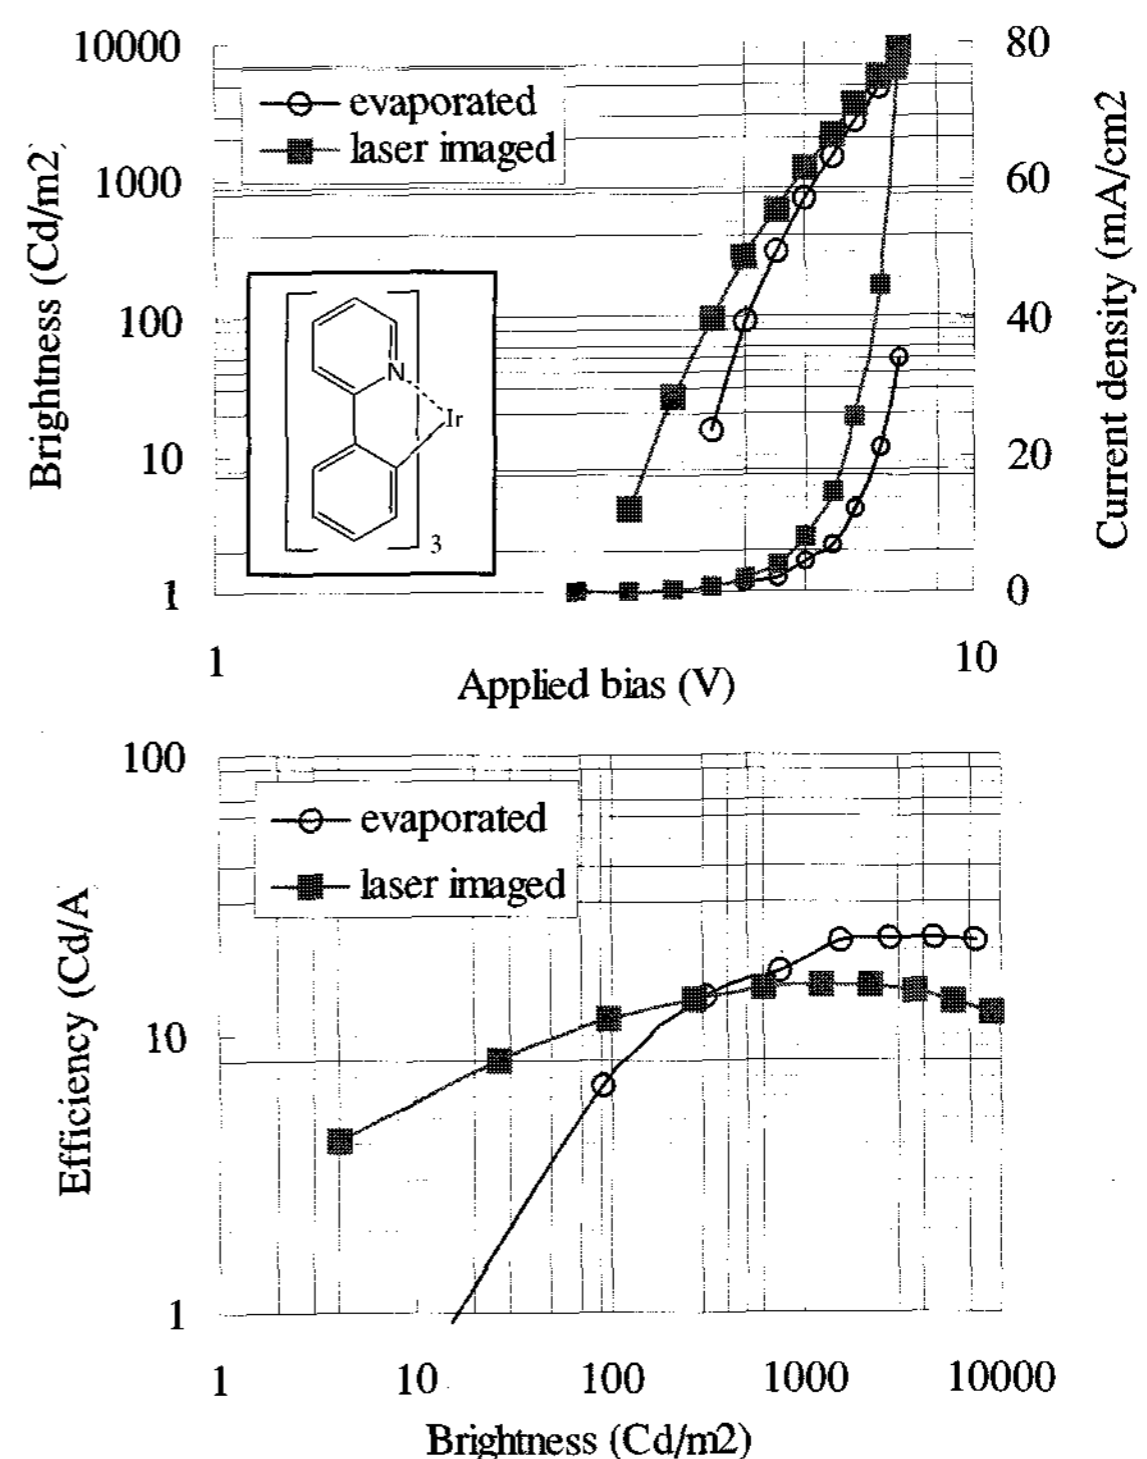 10000
1000
100
10
1
Brightness (Cd/m2)
evaporated
laser imaged
N
Ir
3
80
60
40
20
0
Current density (mA/cm2)
1
10
Applied bias (V)
100
10
1
Efficiency (Cd/A)
evaporated
laser imaged
1
10
100
1000
10000
Brightness (Cd/m2)